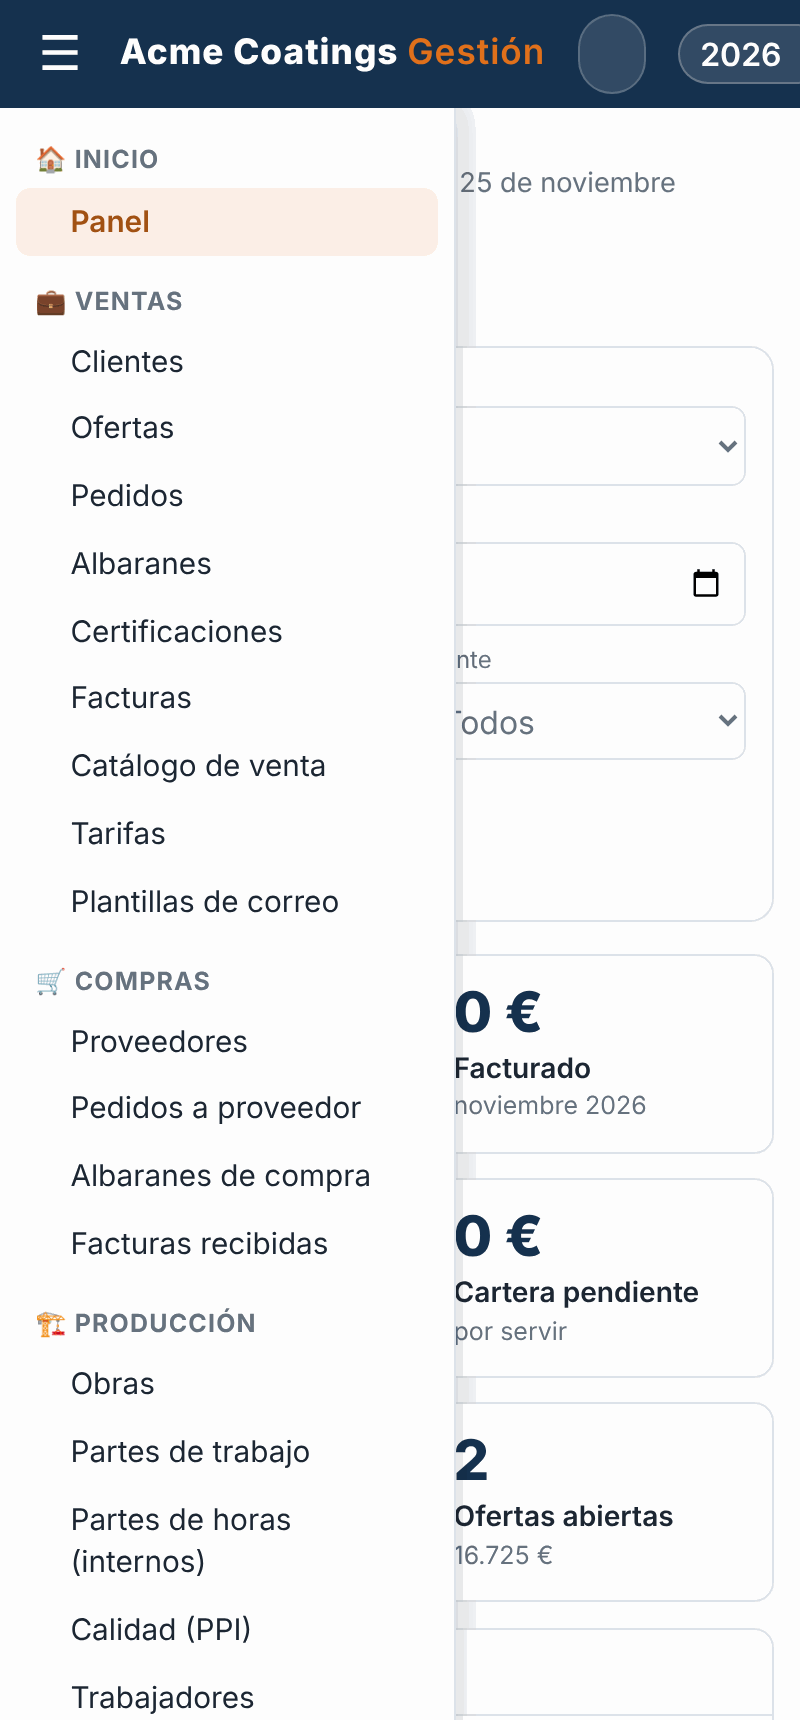 Acme Coatings Gestión
2026
INICIO
Panel
VENTAS
Clientes
Ofertas
Pedidos
Albaranes
Certificaciones
Facturas
Catálogo de venta
Tarifas
Plantillas de correo
COMPRAS
Proveedores
Pedidos a proveedor
Albaranes de compra
Facturas recibidas
PRODUCCIÓN
Obras
Partes de trabajo
Partes de horas
(internos)
Calidad (PPI)
Trabajadores
25 de noviembre
nte
Todos
0 €
Facturado
noviembre 2026
0 €
Cartera pendiente
por servir
2
Ofertas abiertas
16.725 €